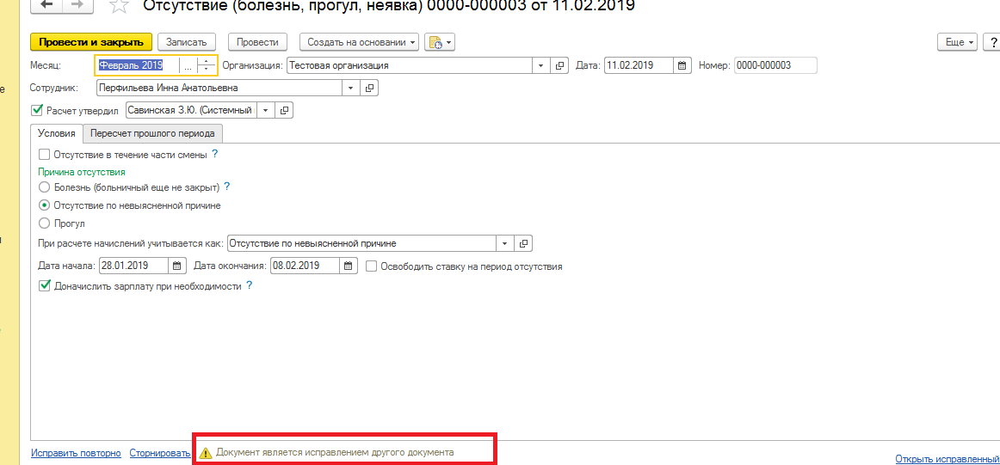 Отсутствие (болезнь, прогул, неявка) 0000-000003 от 11.02.2019
Провести и закрыть Записать Провести Создать на основании Еще ?
Месяц: Февраль 2019 ... Организация: Тестовая организация Дата: 11.02.2019 Номер: 0000-000003
Сотрудник: Перфильева Инна Анатольевна
Расчет утвердил Савинская З.Ю. (Системный
Условия Пересчет прошлого периода
Отсутствие в течение части смены ?
Причина отсутствия
Болезнь (больничный еще не закрыт) ?
Отсутствие по невыясненной причине
Прогул
При расчете начислений учитывается как: Отсутствие по невыясненной причине
Дата начала: 28.01.2019 Дата окончания: 08.02.2019 Освободить ставку на период отсутствия
Доначислить зарплату при необходимости ?
Исправить повторно Сторнировать Документ является исправлением другого документа
Открыть исправленный